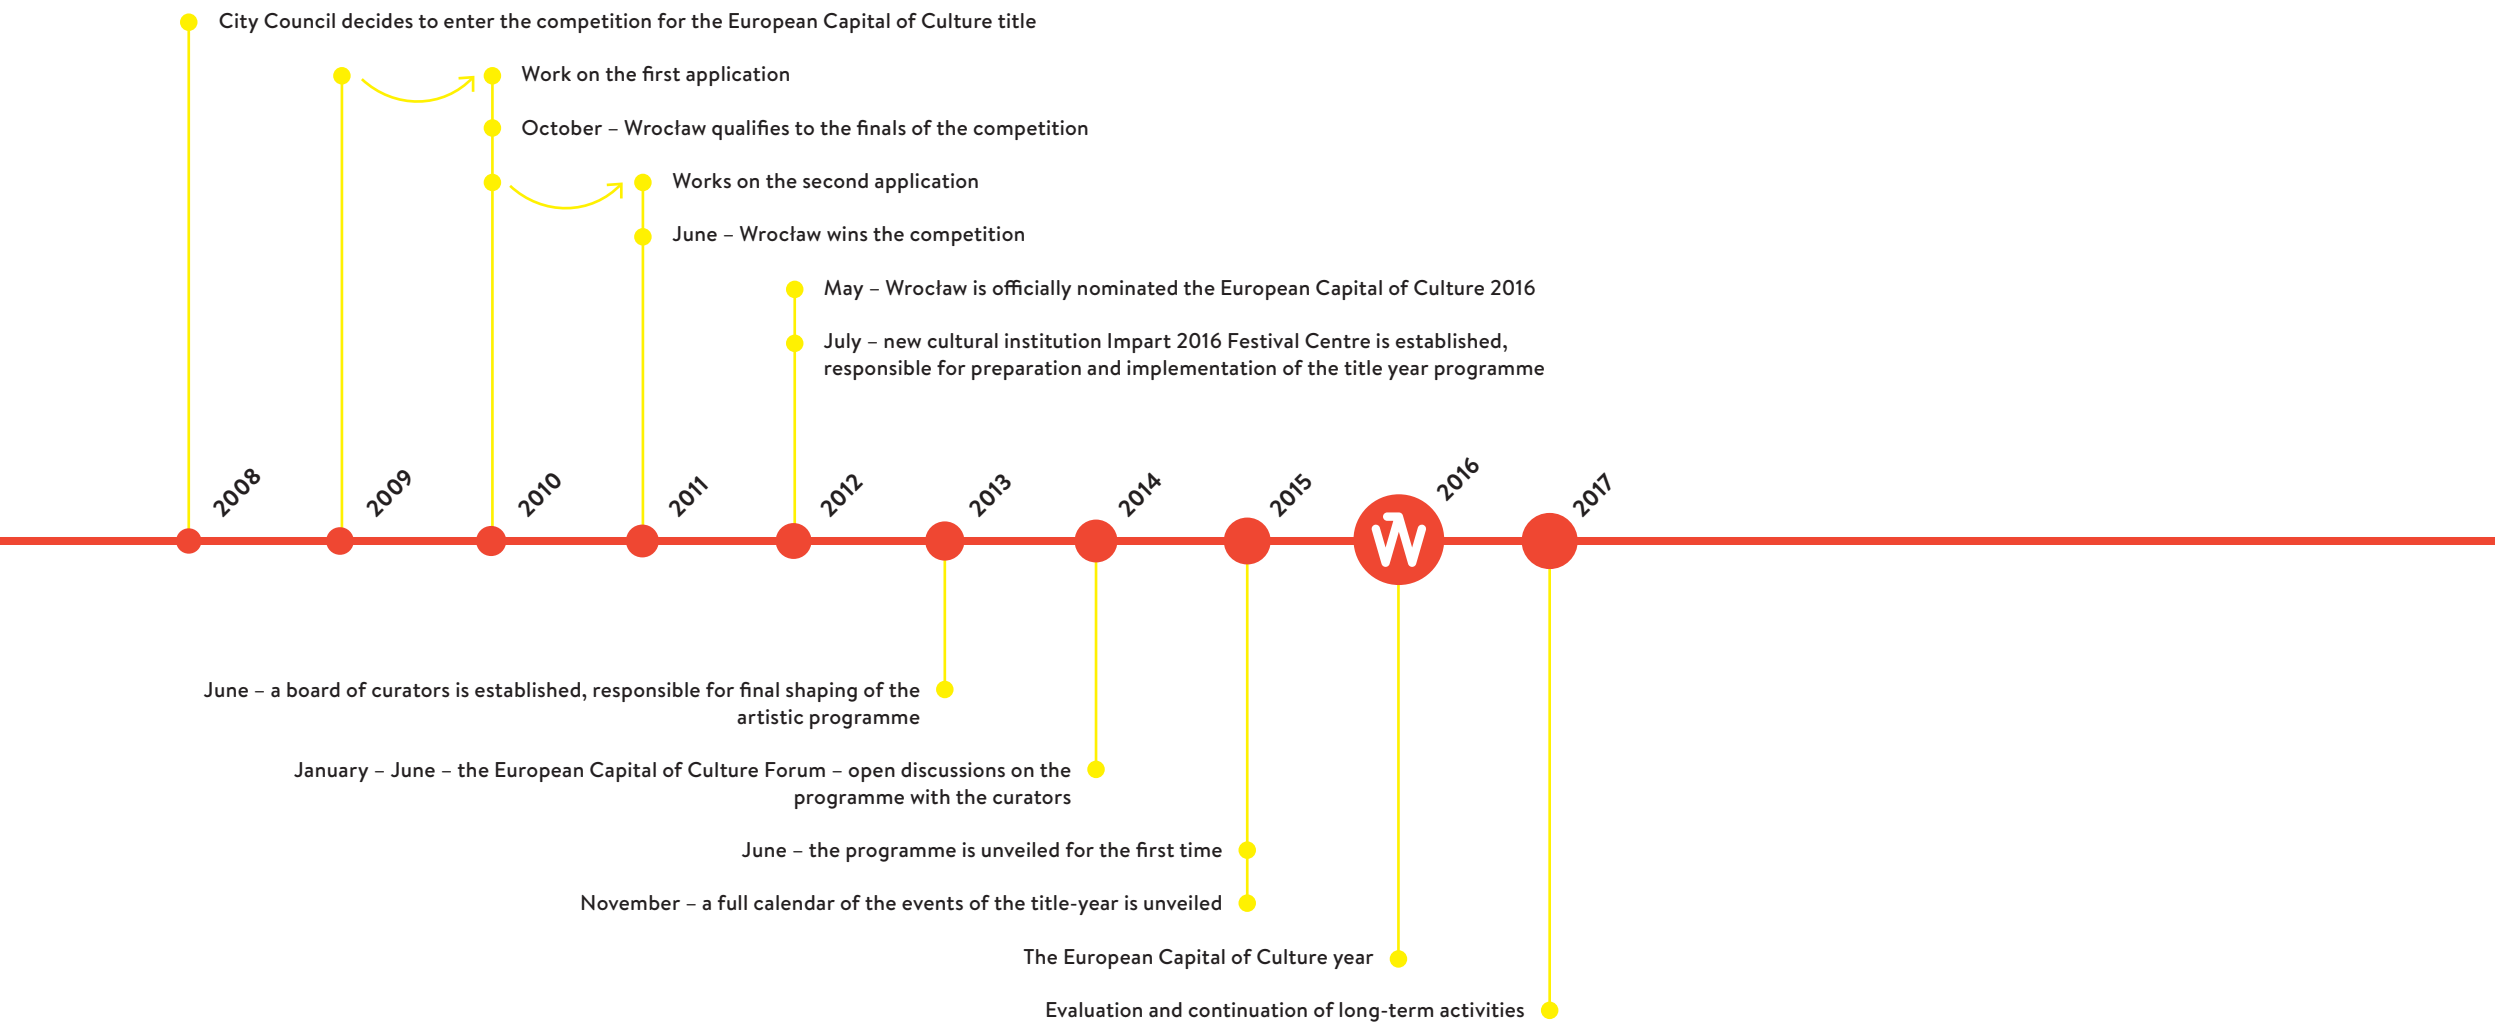 City Council decides to enter the competition for the European Capital of Culture title
Work on the first application
October – Wrocław qualifies to the finals of the competition
Works on the second application
June – Wrocław wins the competition
May – Wrocław is officially nominated the European Capital of Culture 2016
July – new cultural institution Impart 2016 Festival Centre is established,
responsible for preparation and implementation of the title year programme
2008
2009
2010
2011
2012
2013
2014
2015
2016
2017
W
June – a board of curators is established, responsible for final shaping of the
artistic programme
January – June – the European Capital of Culture Forum – open discussions on the
programme with the curators
June – the programme is unveiled for the first time
November – a full calendar of the events of the title-year is unveiled
The European Capital of Culture year
Evaluation and continuation of long-term activities